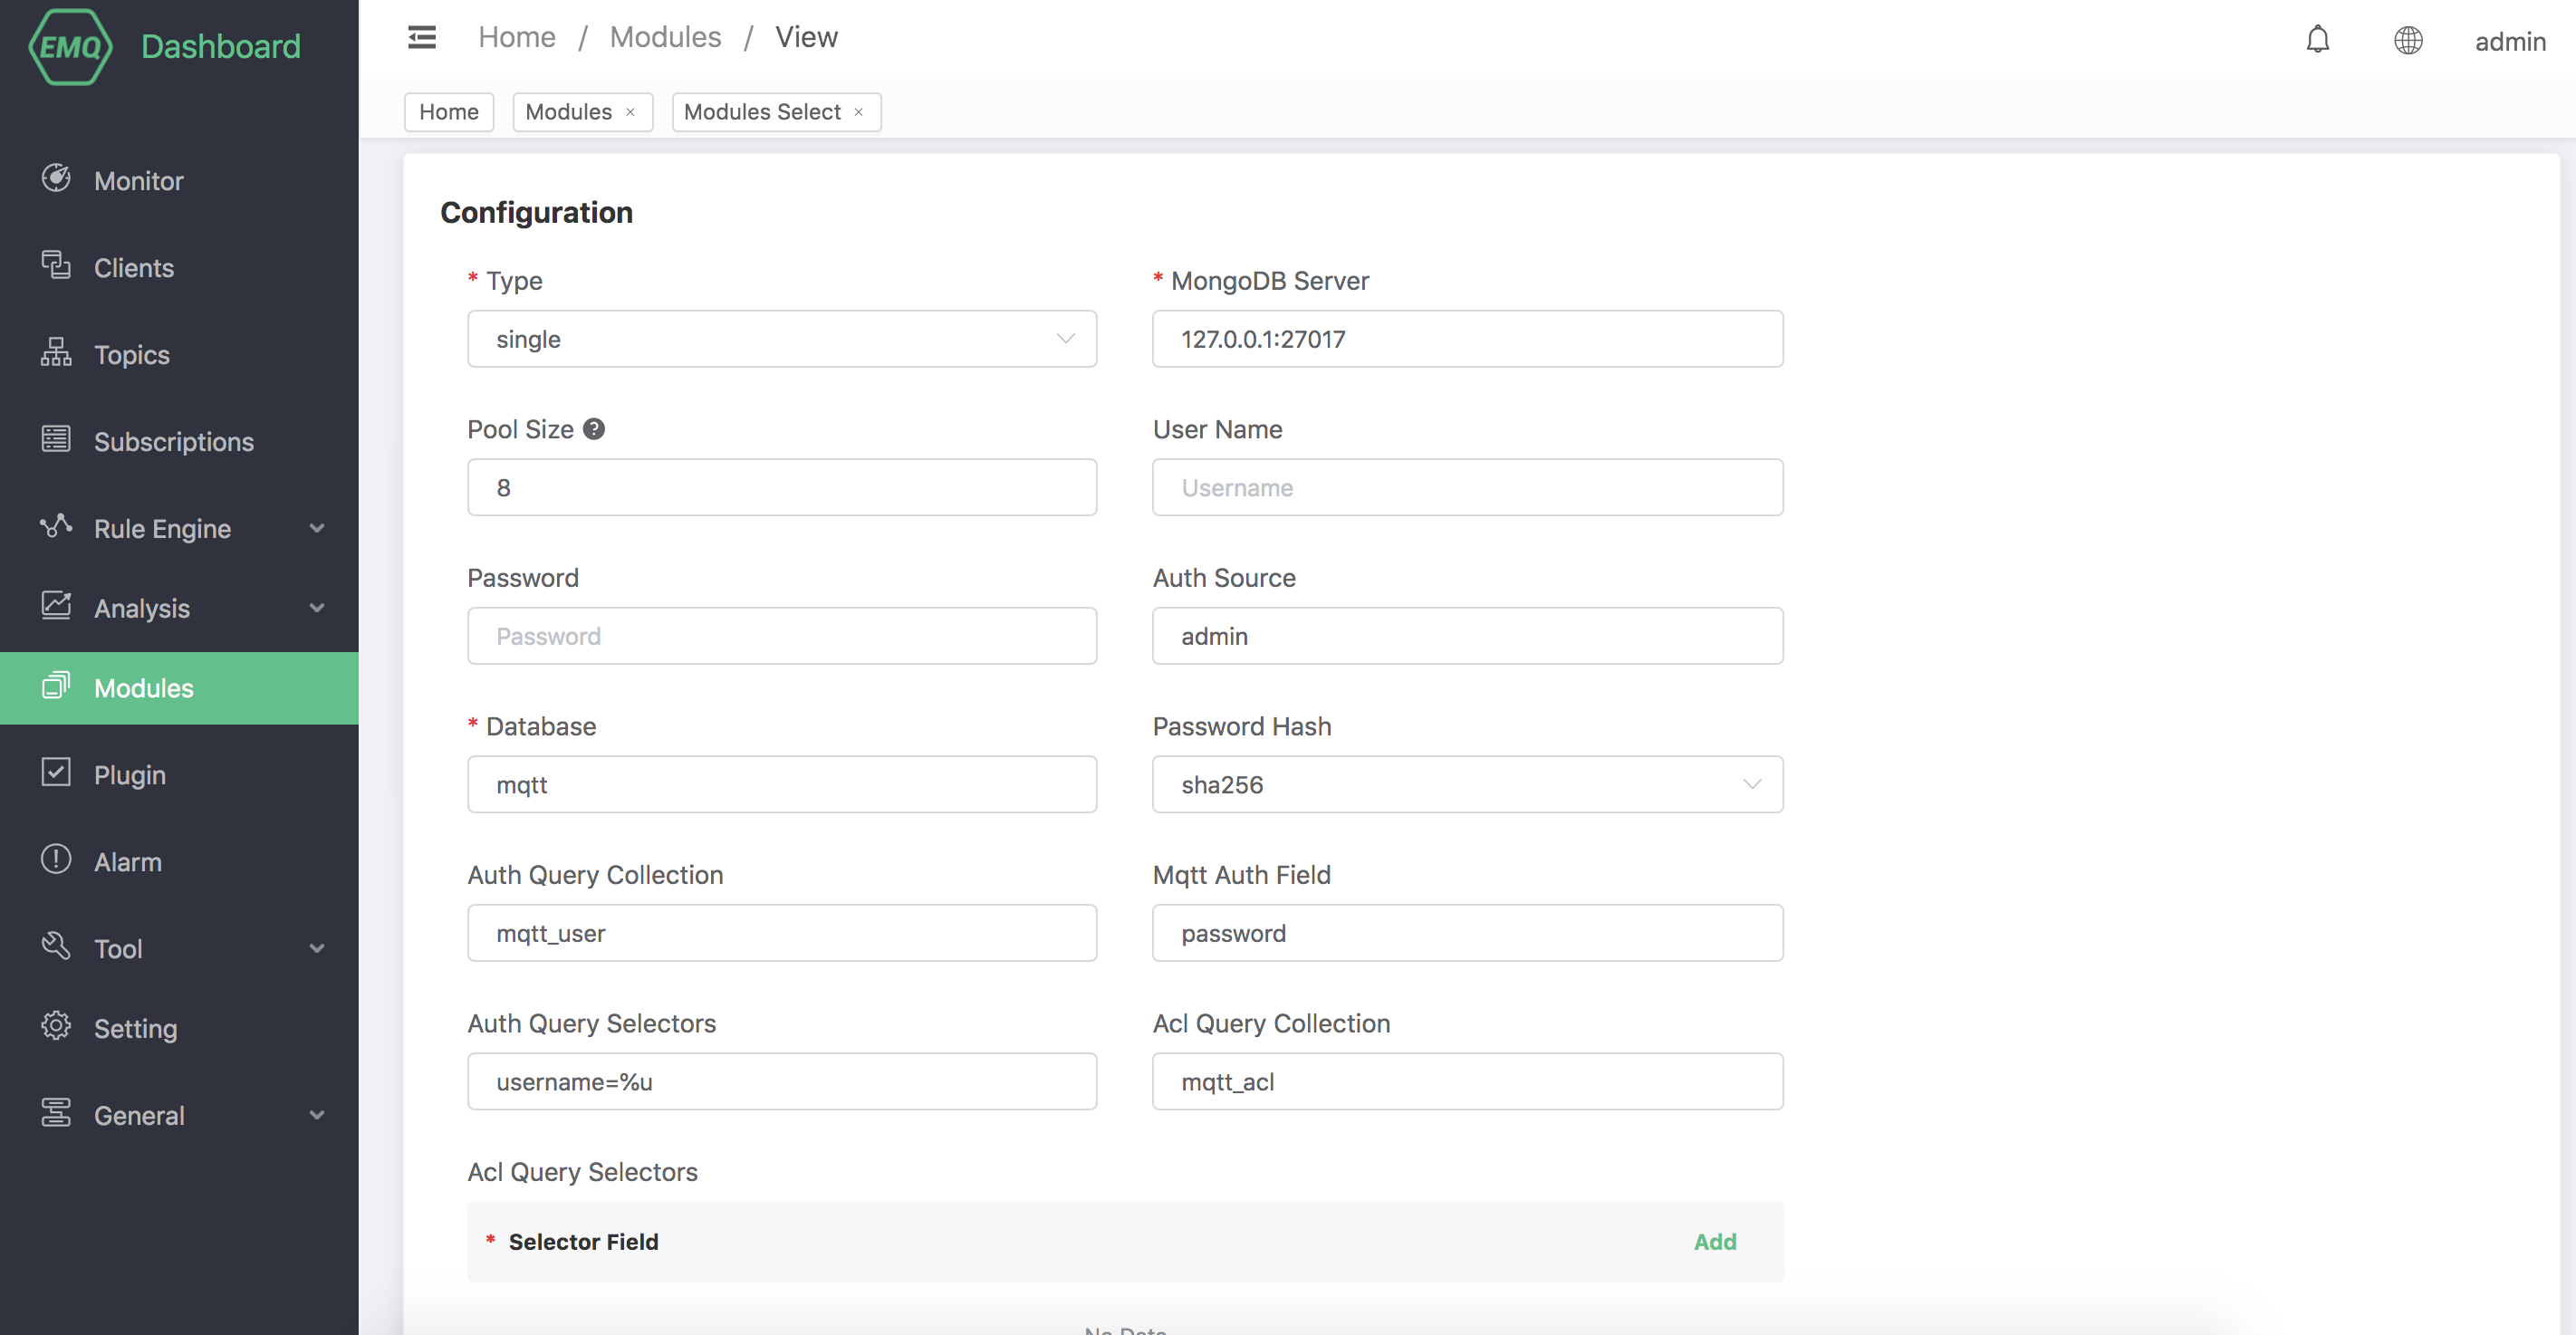 EMQ Dashboard
Home / Modules / View
admin
Home
Modules ×
Modules Select ×
Monitor
Clients
Topics
Subscriptions
Rule Engine
Analysis
Modules
Plugin
Alarm
Tool
Setting
General
Configuration
* Type
* MongoDB Server
single
127.0.0.1:27017
Pool Size ?
User Name
8
Username
Password
Auth Source
Password
admin
* Database
Password Hash
mqtt
sha256
Auth Query Collection
Mqtt Auth Field
mqtt_user
password
Auth Query Selectors
Acl Query Collection
username=%u
mqtt_acl
Acl Query Selectors
* Selector Field
Add
No Data